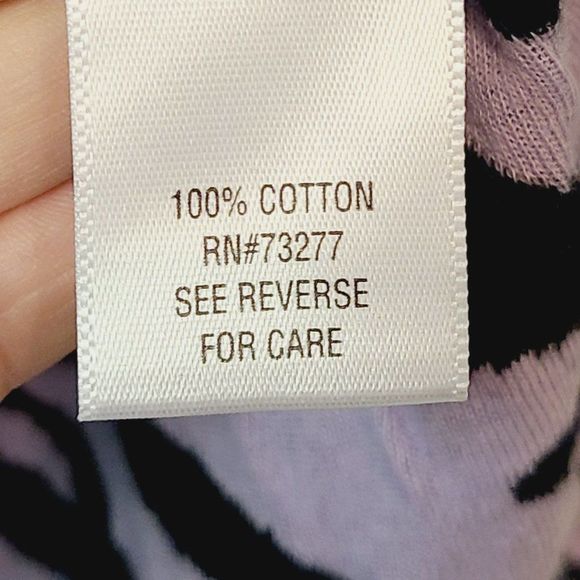 100% COTTON
RN#73277
SEE REVERSE
FOR CARE